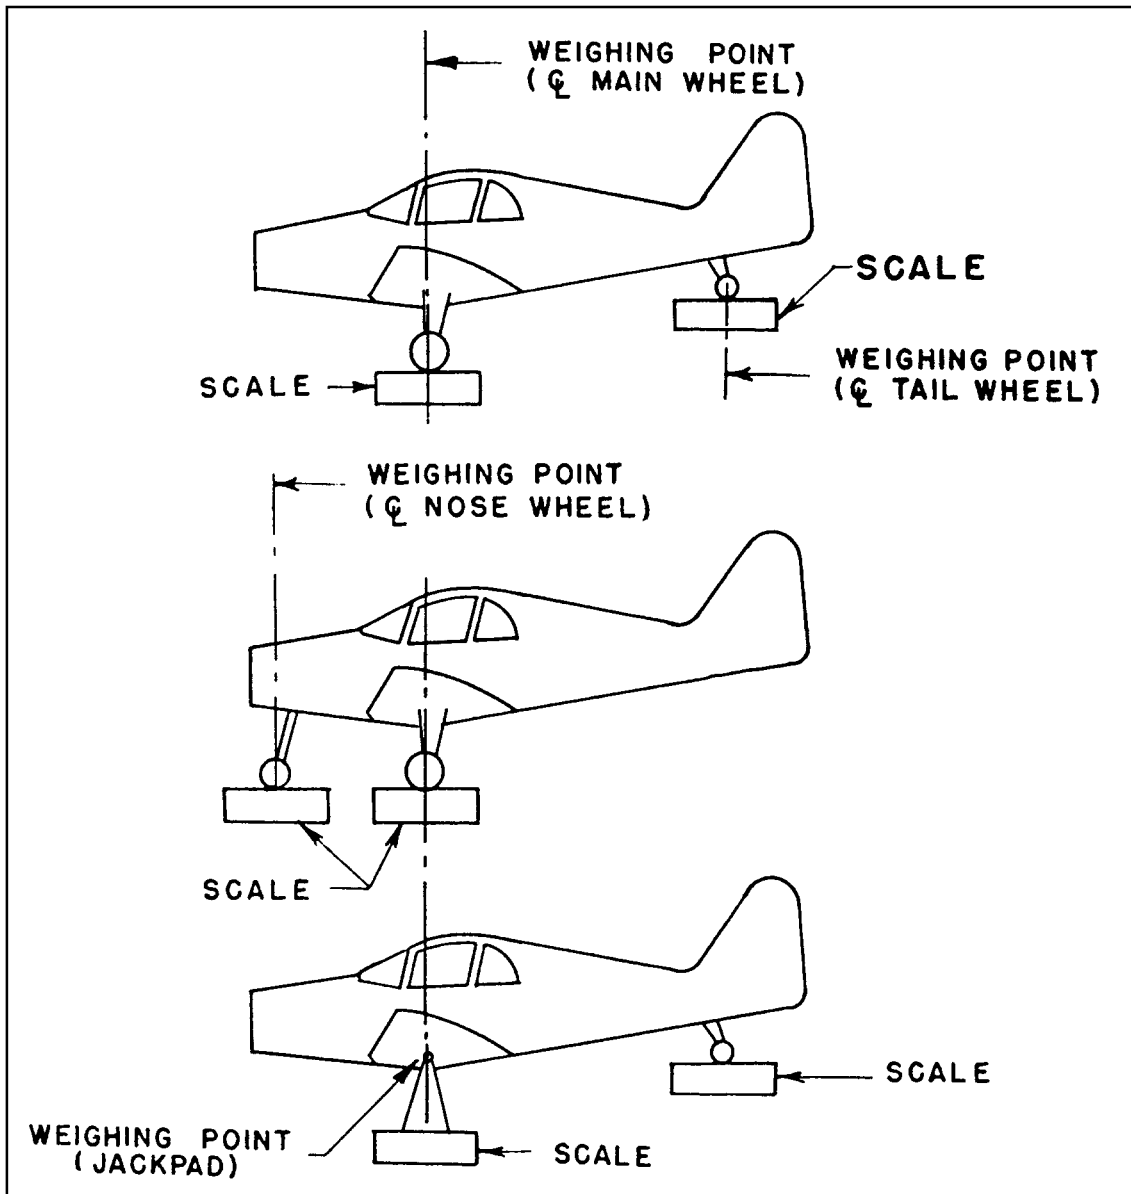 WEIGHING POINT
(℄ MAIN WHEEL)
SCALE
SCALE
WEIGHING POINT
(℄ TAIL WHEEL)
WEIGHING POINT
(℄ NOSE WHEEL)
SCALE
SCALE
WEIGHING POINT
(JACKPAD)
SCALE